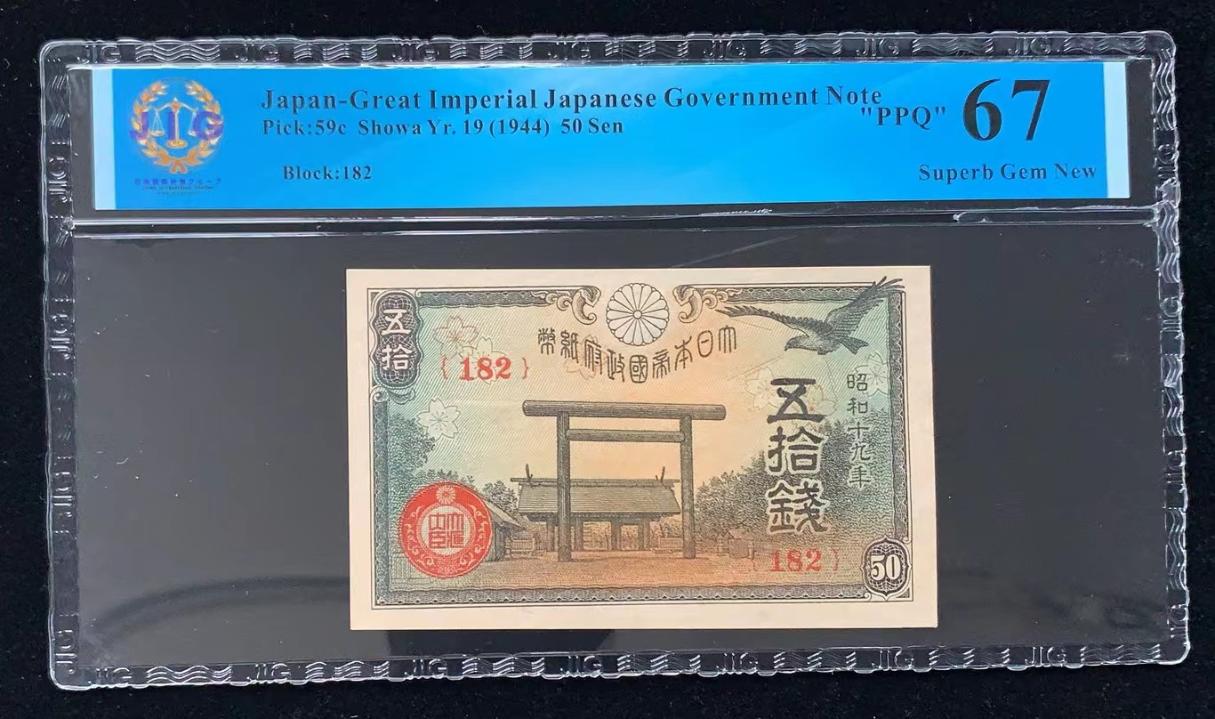 JIG
Japan-Great Imperial Japanese Government Note
Pick:59c Showa Yr. 19 (1944) 50 Sen
Block:182
"PPQ" 67
Superb Gem New
大日本帝國政府紙幣
五拾
{182}
五拾錢
昭和十九年
{182}
50
JIG